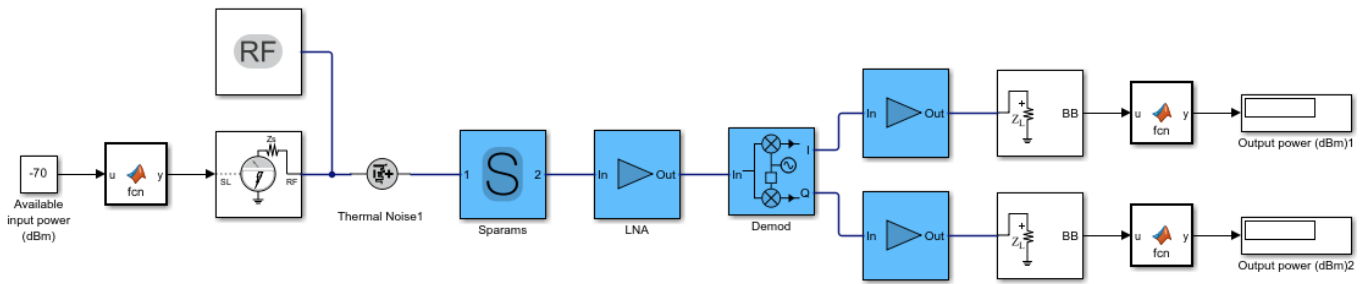 RF
-70
Available
input power
(dBm)
u
fcn
y
SL
Zs
RF
Thermal Noise1
1
S
2
Sparams
In
Out
LNA
In
I
Q
Demod
In
Out
+
ZL
BB
u
fcn
y
Output power (dBm)1
In
Out
+
ZL
BB
u
fcn
y
Output power (dBm)2